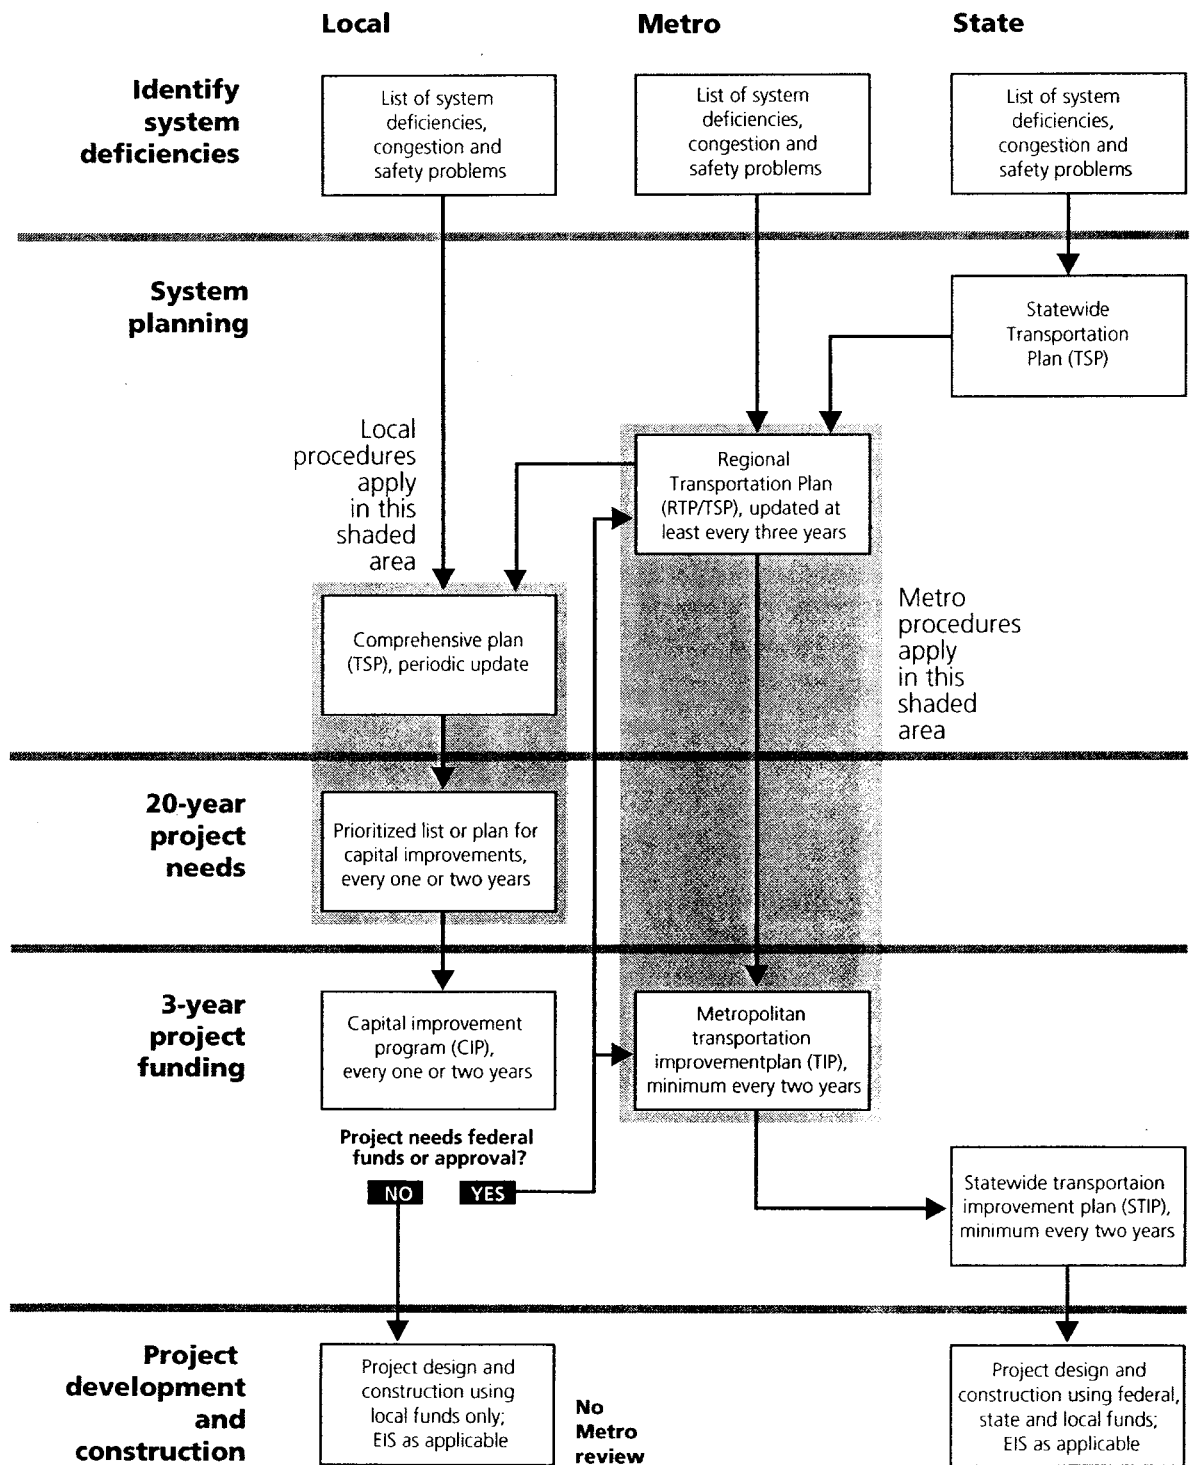 Local
Metro
State
Identify
system
deficiencies
List of system
deficiencies,
congestion and
safety problems
List of system
deficiencies,
congestion and
safety problems
List of system
deficiencies,
congestion and
safety problems
System
planning
Statewide
Transportation
Plan (TSP)
Local
procedures
apply
in this
shaded
area
Regional
Transportation Plan
(RTP/TSP), updated at
least every three years
Comprehensive plan
(TSP), periodic update
Metro
procedures
apply
in this
shaded
area
20-year
project
needs
Prioritized list or plan for
capital improvements,
every one or two years
3-year
project
funding
Capital improvement
program (CIP),
every one or two years
Metropolitan
transportation
improvementplan (TIP),
minimum every two years
Project needs federal
funds or approval?
NO
YES
Statewide transportaion
improvement plan (STIP),
minimum every two years
Project
development
and
construction
Project design and
construction using
local funds only;
EIS as applicable
No
Metro
review
Project design and
construction using federal,
state and local funds;
EIS as applicable